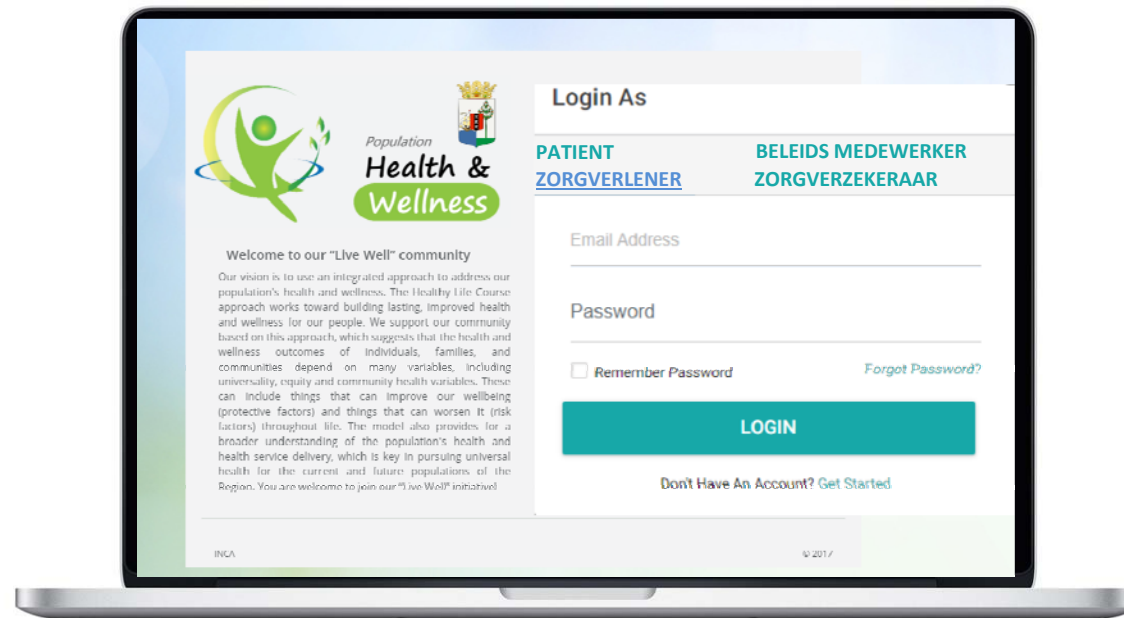 Population
Health &
Wellness
Welcome to our "Live Well" community
Our vision is to use an integrated approach to address our
population's health and wellness. The Healthy Life Course
approach works toward building lasting, improved health
and wellness for our people. We support our community
based on this approach, which suggests that the health and
wellness outcomes of individuals, families, and
communities depend on many variables, including
universality, equity and community health variables. These
can include things that can improve our wellbeing
(protective factors) and things that can worsen it (risk
factors) throughout life. The model also provides for a
broader understanding of the population's health and
health service delivery, which is key in pursuing universal
health for the current and future populations of the
Region. You are welcome to join our "Live Well" initiative!
INCA
© 2017
Login As
PATIENT
BELEIDS MEDEWERKER
ZORGVERLENER
ZORGVERZEKERAAR
Email Address
Password
Remember Password
Forgot Password?
LOGIN
Don't Have An Account? Get Started